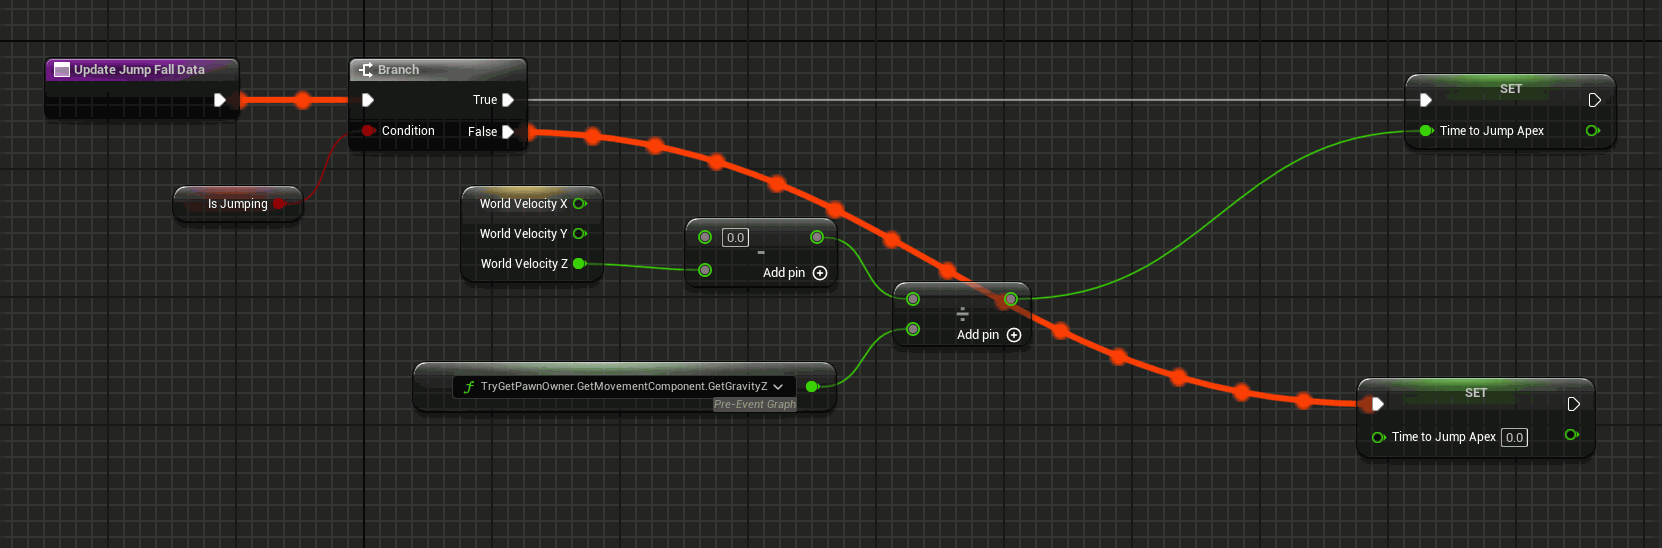 Update Jump Fall Data
Branch
True
Condition
False
Is Jumping
World Velocity X
World Velocity Y
World Velocity Z
0.0
-
Add pin
÷
Add pin
TryGetPawnOwner.GetMovementComponent.GetGravityZ
Pre-Event Graph
SET
Time to Jump Apex
SET
Time to Jump Apex 0.0